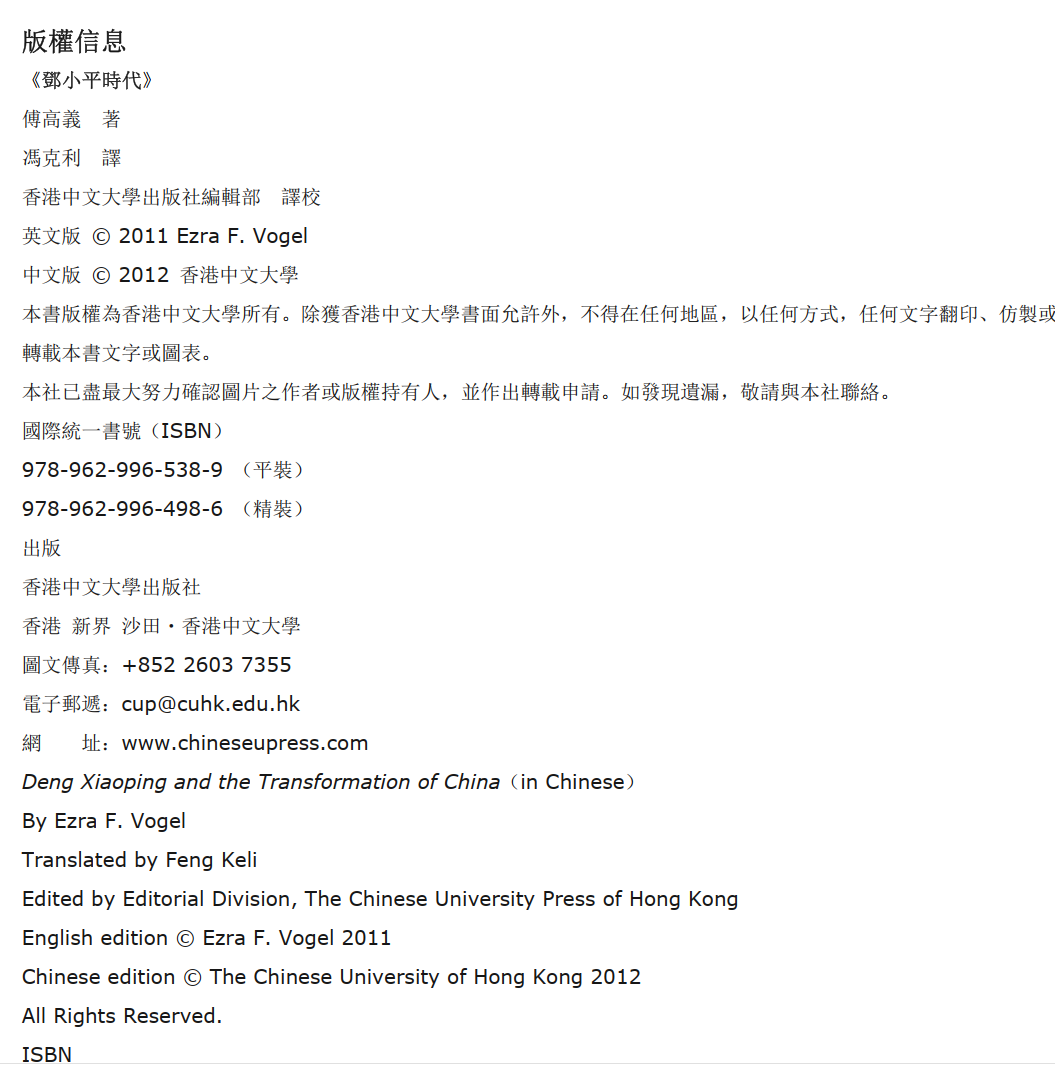 版權信息
《鄧小平時代》
傅高義　著
馮克利　譯
香港中文大學出版社編輯部　譯校
英文版 © 2011 Ezra F. Vogel
中文版 © 2012 香港中文大學
本書版權為香港中文大學所有。除獲香港中文大學書面允許外，不得在任何地區，以任何方式，任何文字翻印、仿製或
轉載本書文字或圖表。
本社已盡最大努力確認圖片之作者或版權持有人，並作出轉載申請。如發現遺漏，敬請與本社聯絡。
國際統一書號（ISBN）
978-962-996-538-9 （平裝）
978-962-996-498-6 （精裝）
出版
香港中文大學出版社
香港 新界 沙田・香港中文大學
圖文傳真：+852 2603 7355
電子郵遞：cup@cuhk.edu.hk
網　　址：www.chineseupress.com
Deng Xiaoping and the Transformation of China（in Chinese）
By Ezra F. Vogel
Translated by Feng Keli
Edited by Editorial Division, The Chinese University Press of Hong Kong
English edition © Ezra F. Vogel 2011
Chinese edition © The Chinese University of Hong Kong 2012
All Rights Reserved.
ISBN